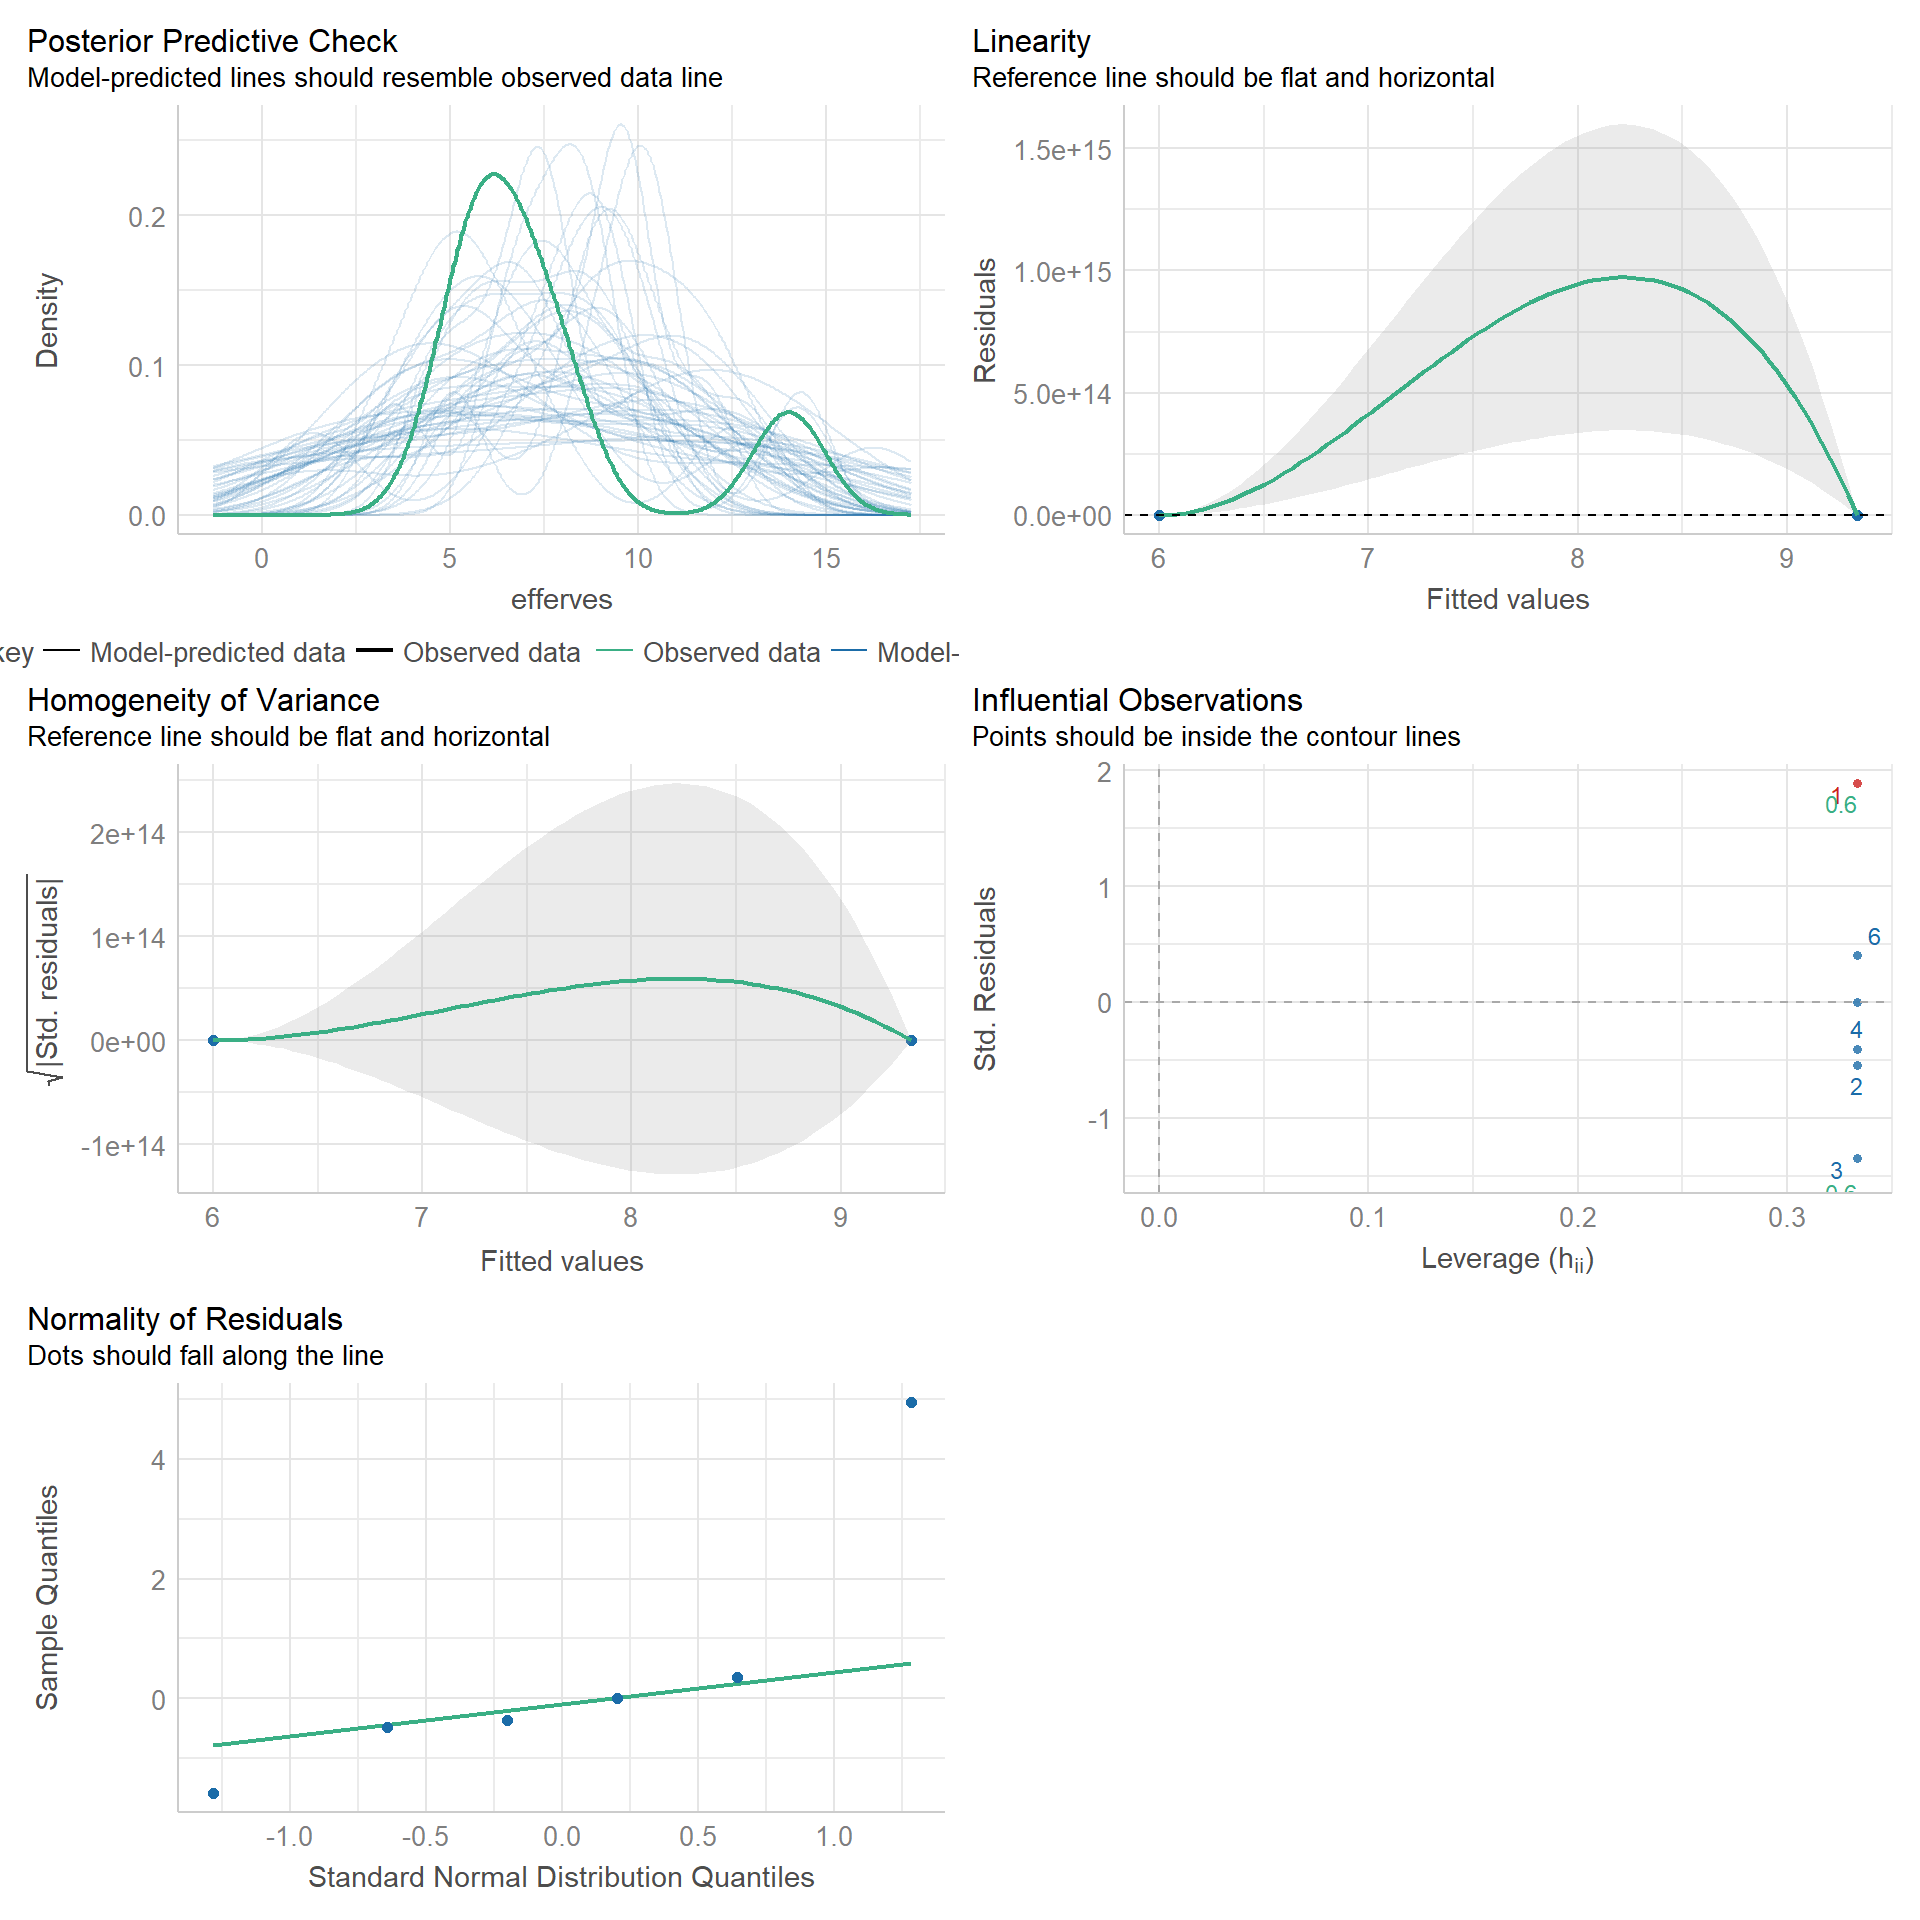 Posterior Predictive Check
Model-predicted lines should resemble observed data line
Density
0.2
0.1
0.0
0
5
10
15
efferves
key
Model-predicted data
Observed data
Observed data
Model-
Linearity
Reference line should be flat and horizontal
Residuals
1.5e+15
1.0e+15
5.0e+14
0.0e+00
6
7
8
9
Fitted values
Homogeneity of Variance
Reference line should be flat and horizontal
√|Std. residuals|
2e+14
1e+14
0e+00
-1e+14
6
7
8
9
Fitted values
Influential Observations
Points should be inside the contour lines
Std. Residuals
2
1
0
-1
1
0.6
6
4
2
3
0.6
0.0
0.1
0.2
0.3
Leverage (hii)
Normality of Residuals
Dots should fall along the line
Sample Quantiles
4
2
0
-1.0
-0.5
0.0
0.5
1.0
Standard Normal Distribution Quantiles